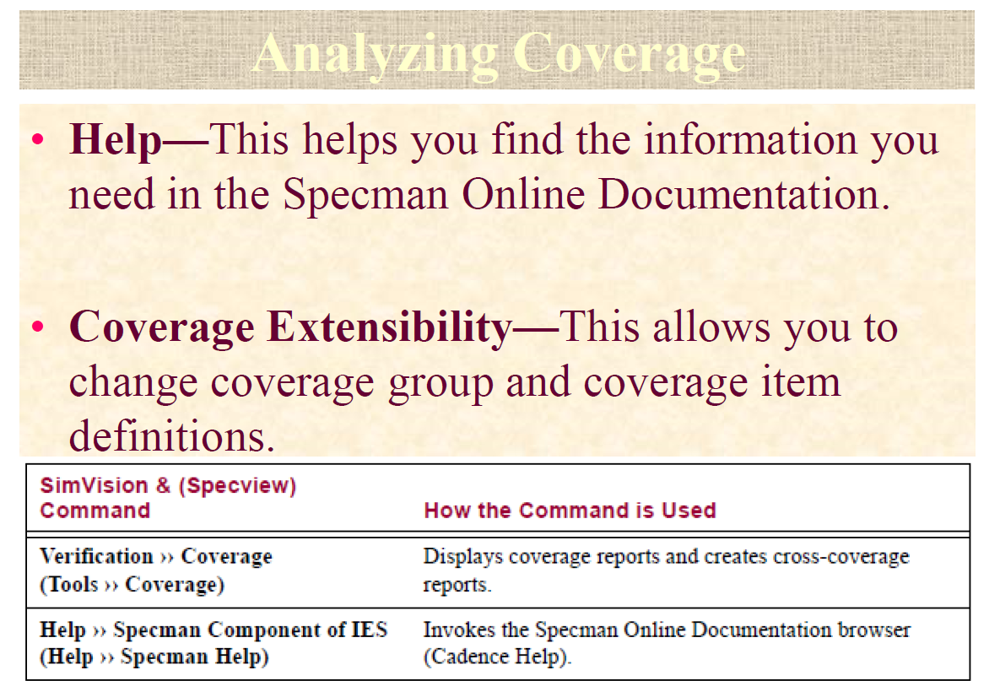 Analyzing Coverage
• Help—This helps you find the information you
need in the Specman Online Documentation.
• Coverage Extensibility—This allows you to
change coverage group and coverage item
definitions.
SimVision & (Specview)
Command How the Command is Used
Verification ›› Coverage Displays coverage reports and creates cross-coverage
(Tools ›› Coverage) reports.
Help ›› Specman Component of IES Invokes the Specman Online Documentation browser
(Help ›› Specman Help) (Cadence Help).